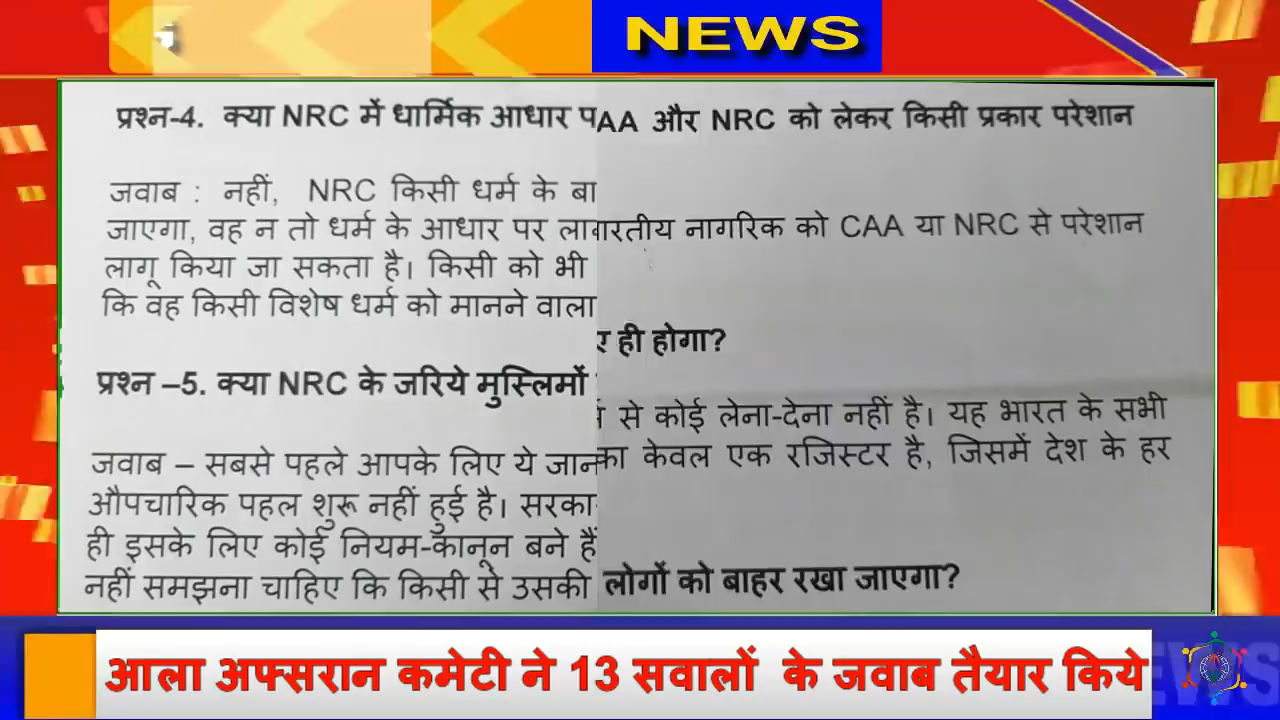 NEWS
प्रश्न-4. क्या NRC में धार्मिक आधार प
जवाब : नहीं, NRC किसी धर्म के बा
जाएगा, वह न तो धर्म के आधार पर ला
लागू किया जा सकता है। किसी को भी
कि वह किसी विशेष धर्म को मानने वाला
प्रश्न –5. क्या NRC के जरिये मुस्लिमों
जवाब – सबसे पहले आपके लिए ये जान
औपचारिक पहल शुरू नहीं हुई है। सरका
ही इसके लिए कोई नियम-कानून बने हैं
नहीं समझना चाहिए कि किसी से उसकी
AA और NRC को लेकर किसी प्रकार परेशान
ारतीय नागरिक को CAA या NRC से परेशान
ए ही होगा?
से कोई लेना-देना नहीं है। यह भारत के सभी
का केवल एक रजिस्टर है, जिसमें देश के हर
लोगों को बाहर रखा जाएगा?
आला अफ्सरान कमेटी ने 13 सवालों के जवाब तैयार किये
EWS